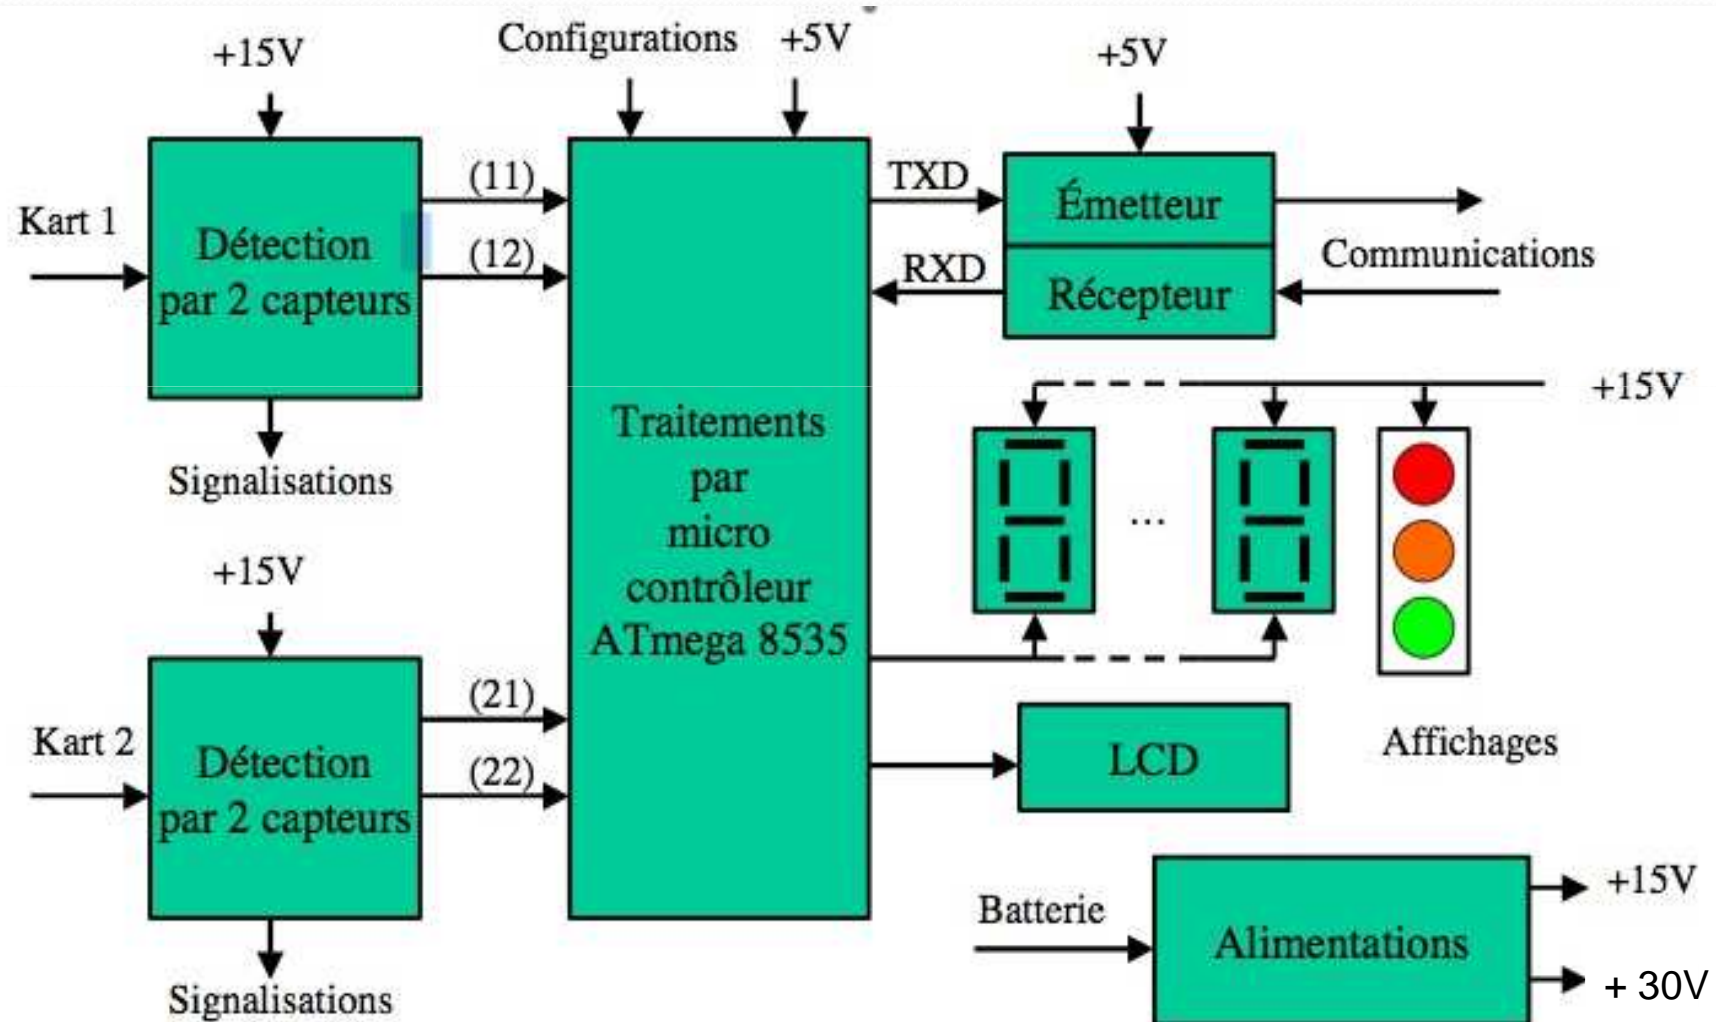 Configurations
+5V
+15V
+5V
Kart 1
Détection
par 2 capteurs
(11)
(12)
Signalisations
TXD
RXD
Émetteur
Récepteur
Communications
Traitements
par
micro
contrôleur
ATmega 8535
+15V
...
Affichages
+15V
Kart 2
Détection
par 2 capteurs
(21)
(22)
Signalisations
LCD
Batterie
Alimentations
+15V
+ 30V